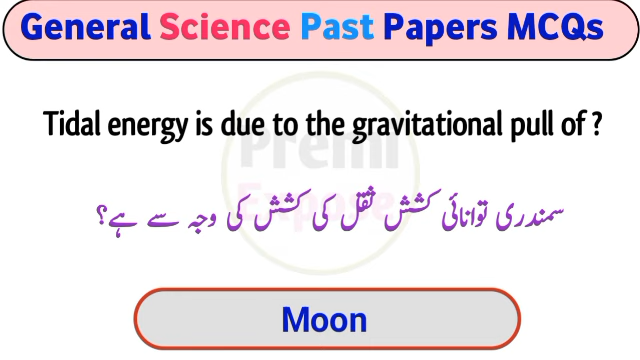 General Science Past Papers MCQs
Tidal energy is due to the gravitational pull of ?
سمندری توانائی کشش ثقل کی کشش کی وجہ سے ہے؟
Moon